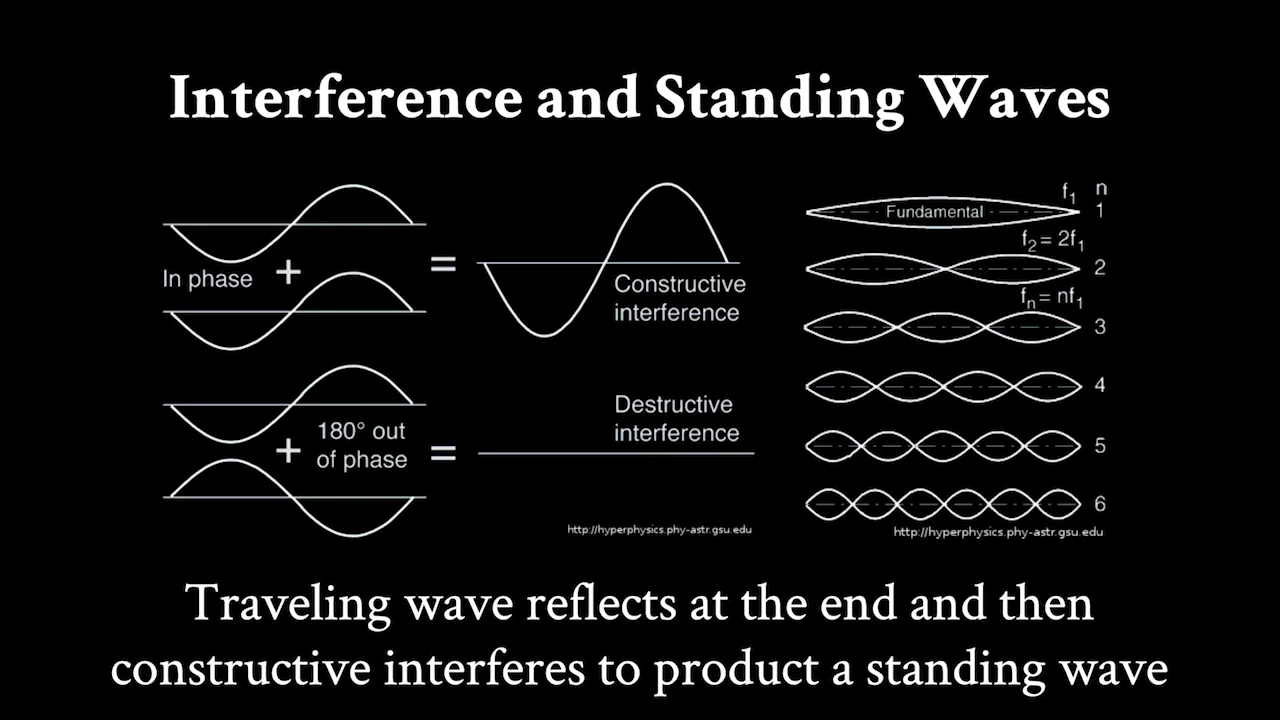 Interference and Standing Waves
In phase
+
=
Constructive
interference
+
180° out
of phase
=
Destructive
interference
http://hyperphysics.phy-astr.gsu.edu
f1 n
Fundamental 1
f2 = 2f1
2
fn = nf1
3
4
5
6
http://hyperphysics.phy-astr.gsu.edu
Traveling wave reflects at the end and then
constructive interferes to product a standing wave